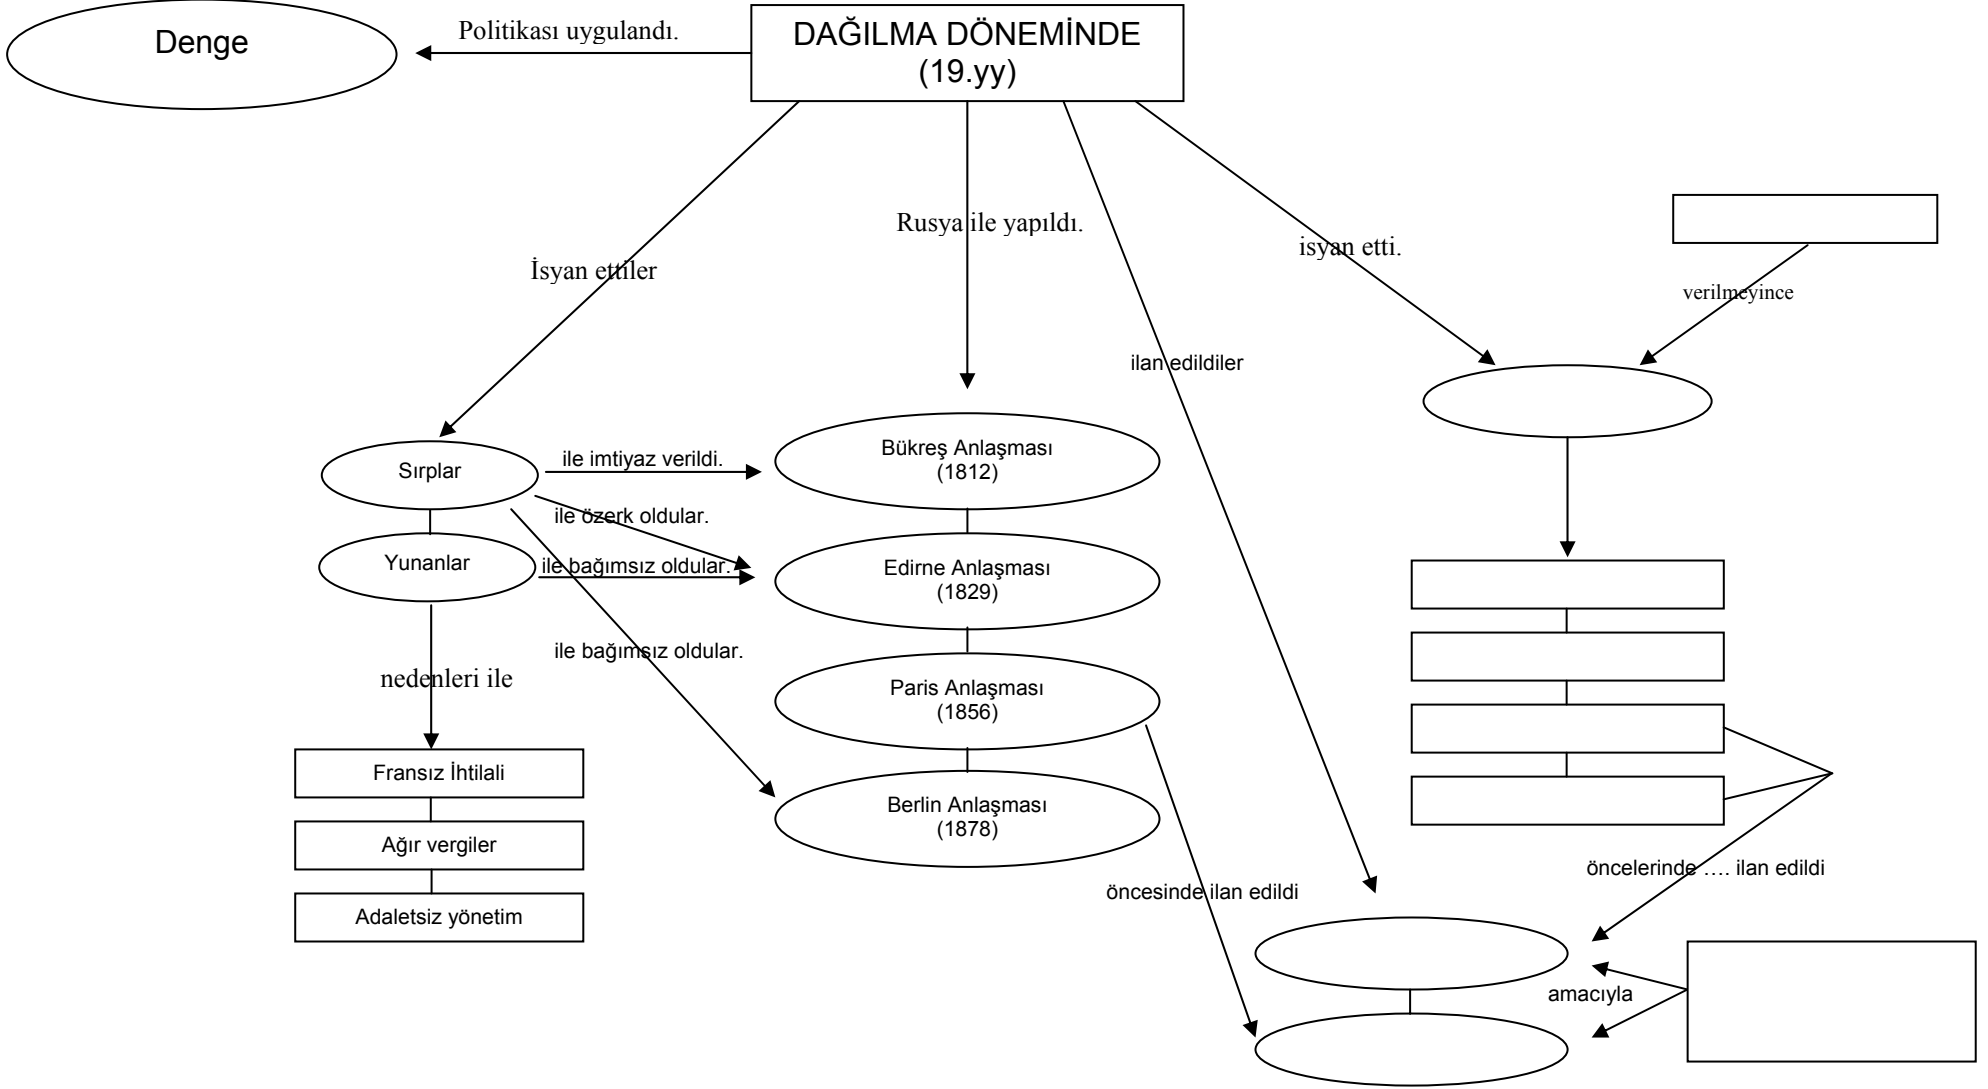 Denge
Politikası uygulandı.
DAĞILMA DÖNEMİNDE
(19.yy)
İsyan ettiler
Rusya ile yapıldı.
isyan etti.
verilmeyince
ilan edildiler
Sırplar
ile imtiyaz verildi.
Bükreş Anlaşması
(1812)
ile özerk oldular.
Yunanlar
ile bağımsız oldular.
Edirne Anlaşması
(1829)
ile bağımsız oldular.
nedenleri ile
Paris Anlaşması
(1856)
Fransız İhtilali
Berlin Anlaşması
(1878)
Ağır vergiler
Adaletsiz yönetim
öncesinde ilan edildi
öncelerinde …. ilan edildi
amacıyla